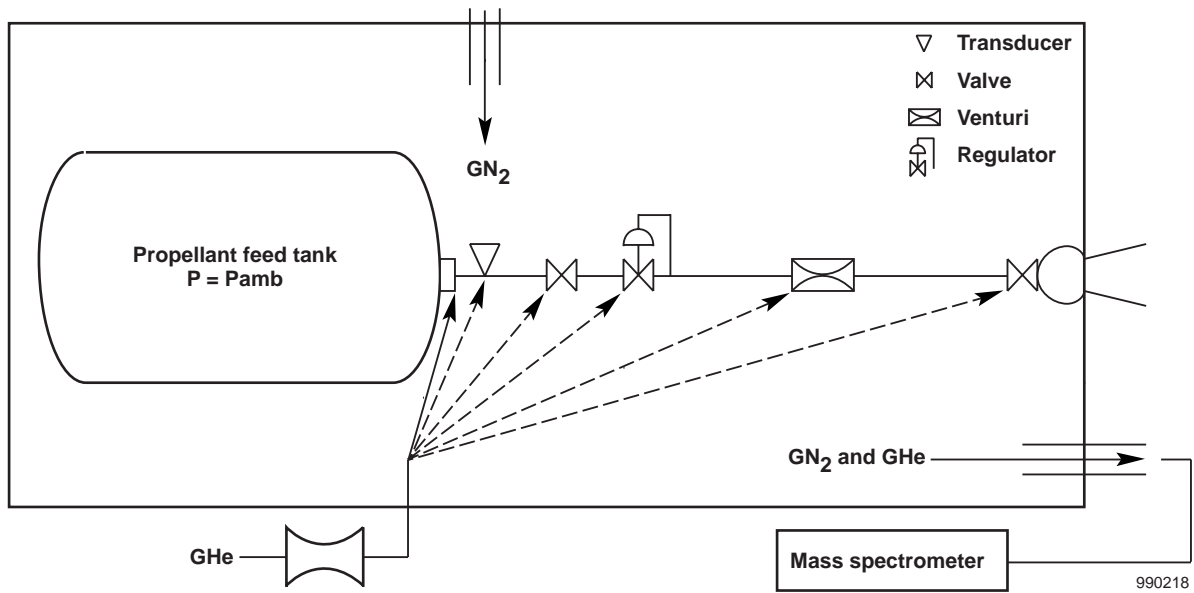 Transducer
Valve
Venturi
Regulator
GN2
Propellant feed tank
P = Pamb
GN2 and GHe
GHe
Mass spectrometer
990218